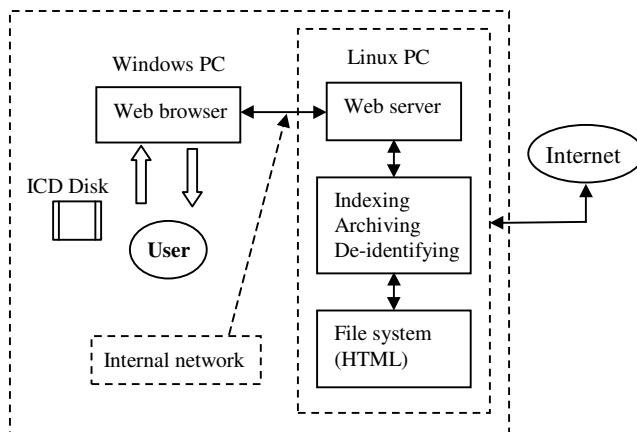 Windows PC
Linux PC
Web browser
Web server
Internet
ICD Disk
User
Indexing
Archiving
De-identifying
Internal network
File system
(HTML)